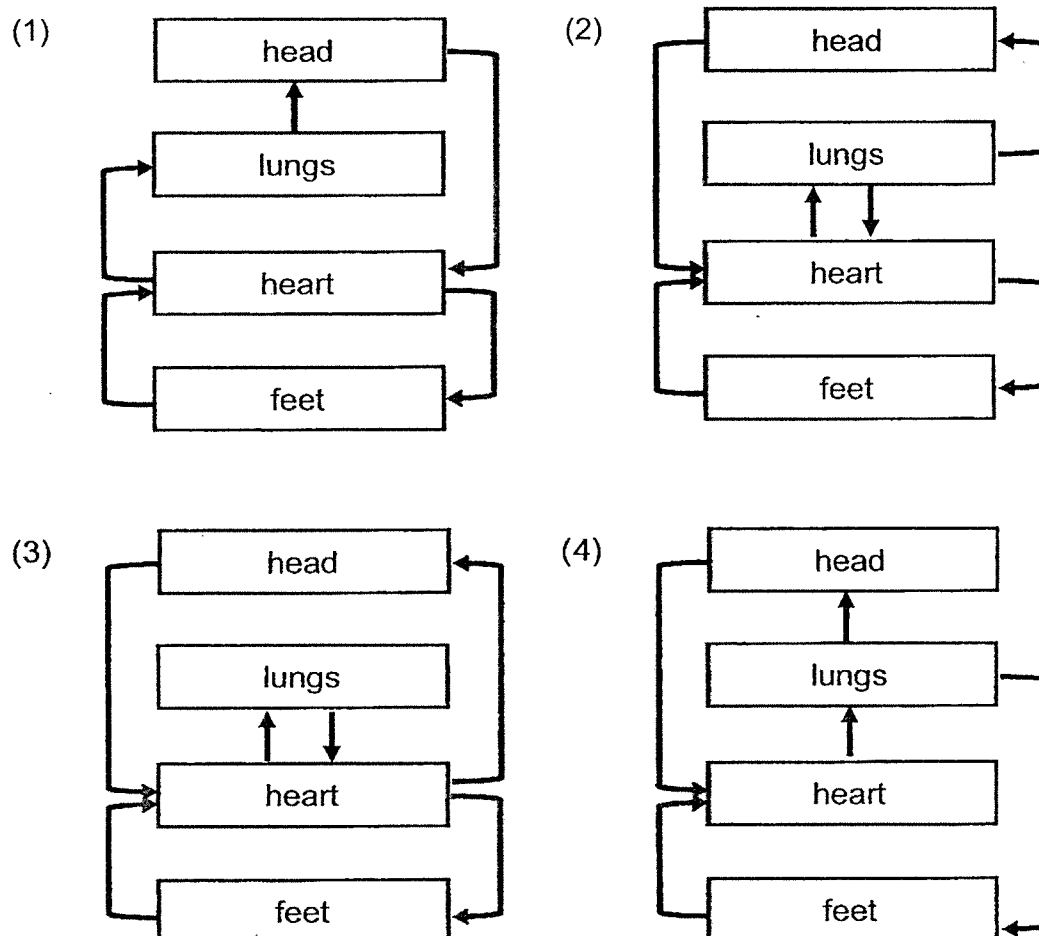 (1)
head
lungs
heart
feet
(2)
head
lungs
heart
feet
(3)
head
lungs
heart
feet
(4)
head
lungs
heart
feet